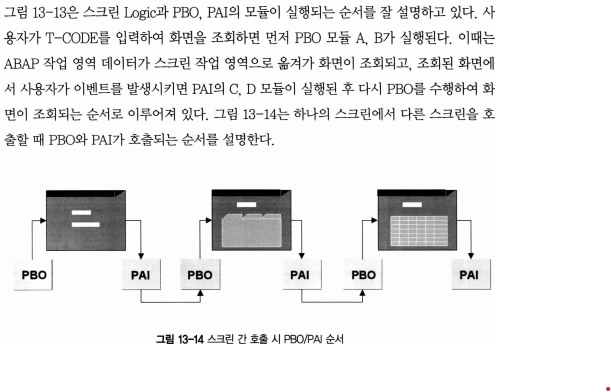 그림 13-13은 스크린 Logic과 PBO, PAI의 모듈이 실행되는 순서를 잘 설명하고 있다. 사
용자가 T-CODE를 입력하여 화면을 조회하면 먼저 PBO 모듈 A, B가 실행된다. 이때는
ABAP 작업 영역 데이터가 스크린 작업 영역으로 옮겨가 화면이 조회되고, 조회된 화면에
서 사용자가 이벤트를 발생시키면 PAI의 C, D 모듈이 실행된 후 다시 PBO를 수행하여 화
면이 조회되는 순서로 이루어져 있다. 그림 13-14는 하나의 스크린에서 다른 스크린을 호
출할 때 PBO와 PAI가 호출되는 순서를 설명한다.
PBO PAI PBO PAI PBO PAI
그림 13-14 스크린 간 호출 시 PBO/PAI 순서